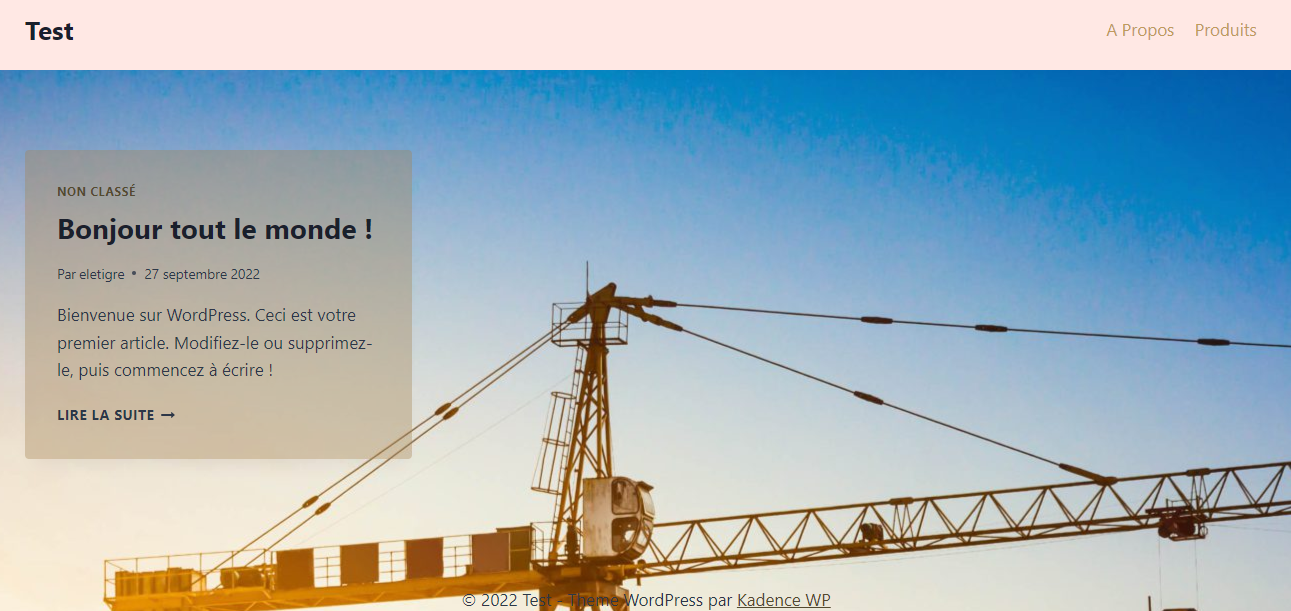 Test
A Propos Produits
NON CLASSÉ
Bonjour tout le monde !
Par eletigre • 27 septembre 2022
Bienvenue sur WordPress. Ceci est votre
premier article. Modifiez-le ou supprimez-
le, puis commencez à écrire !
LIRE LA SUITE →
© 2022 Test - Thème WordPress par Kadence WP